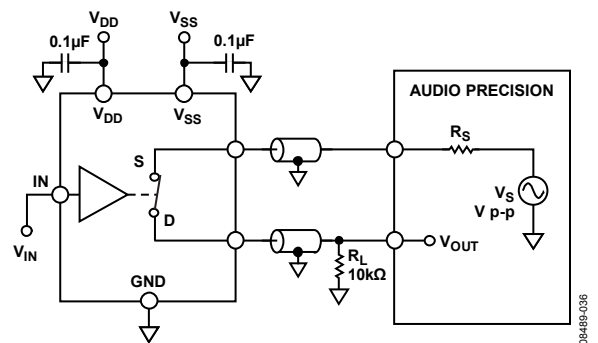 VDD
VSS
0.1µF
0.1µF
VDD
VSS
AUDIO PRECISION
RS
S
IN
VS
V p-p
D
VOUT
VIN
RL
10kΩ
GND
08489-036